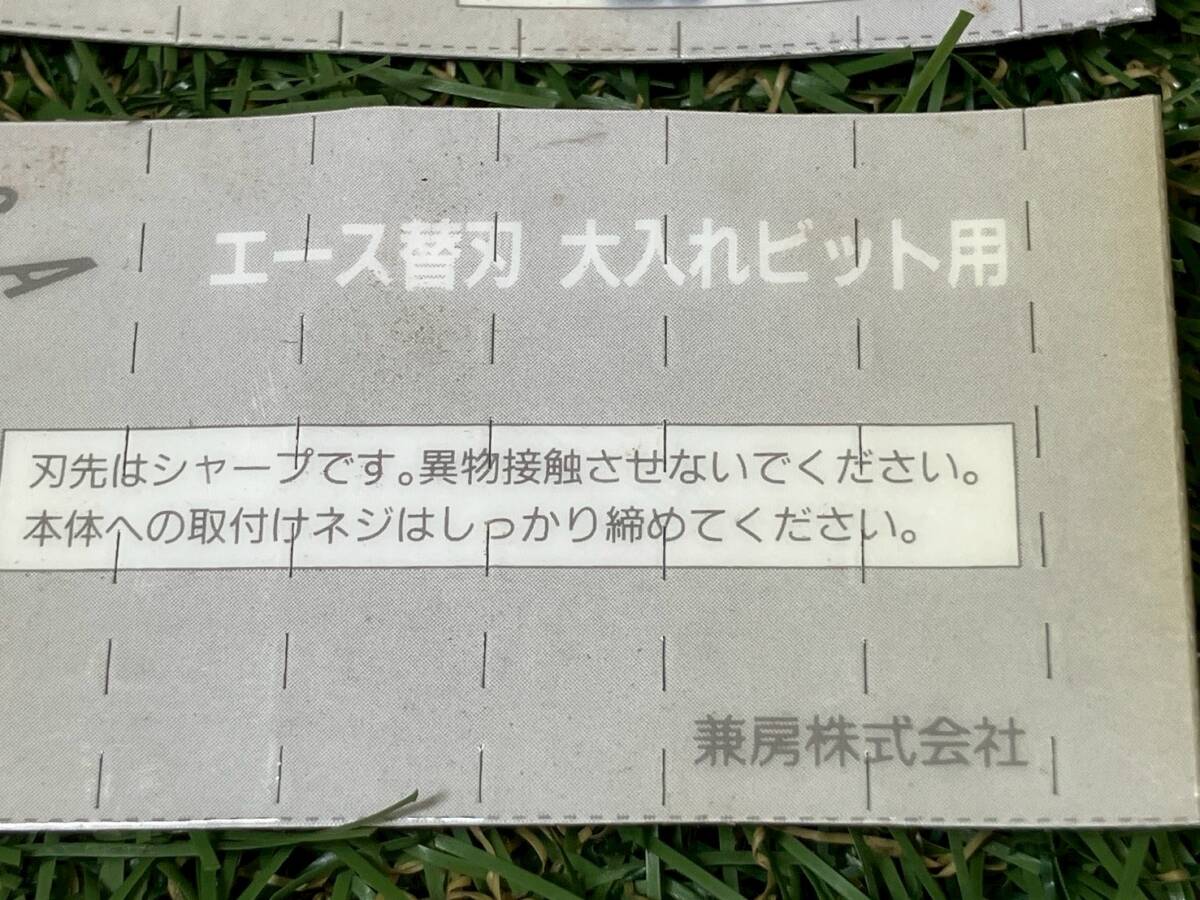 エース替刃 大入れビット用
刃先はシャープです。異物接触させないでください。
本体への取付けネジはしっかり締めてください。
兼房株式会社